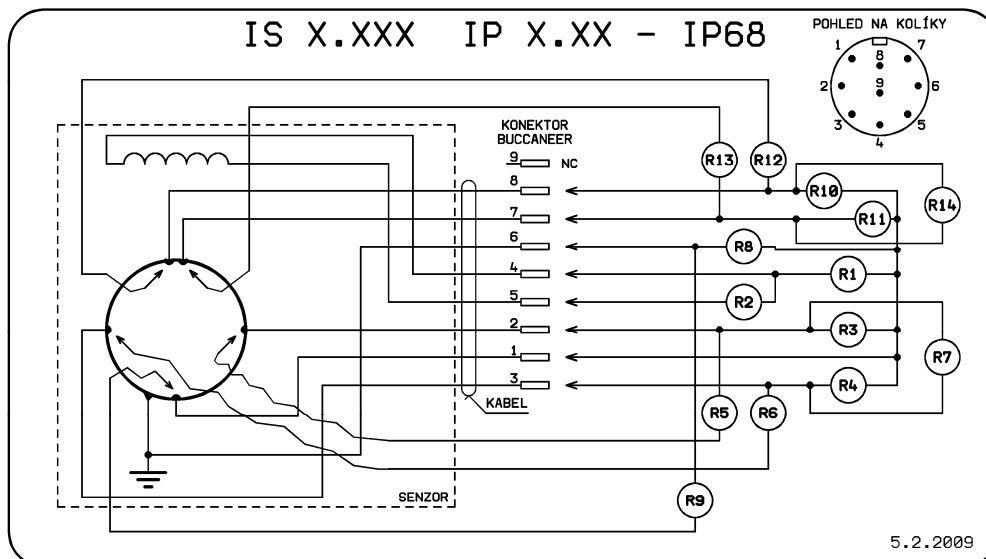 IS X.XXX IP X.XX - IP68
POHLED NA KOLÍKY
1
7
8
2
9
6
3
5
4
KONEKTOR
BUCCANEER
9
NC
8
7
6
4
5
2
1
3
KABEL
SENZOR
R13
R12
R10
R14
R11
R8
R1
R2
R3
R7
R4
R5
R6
R9
5.2.2009